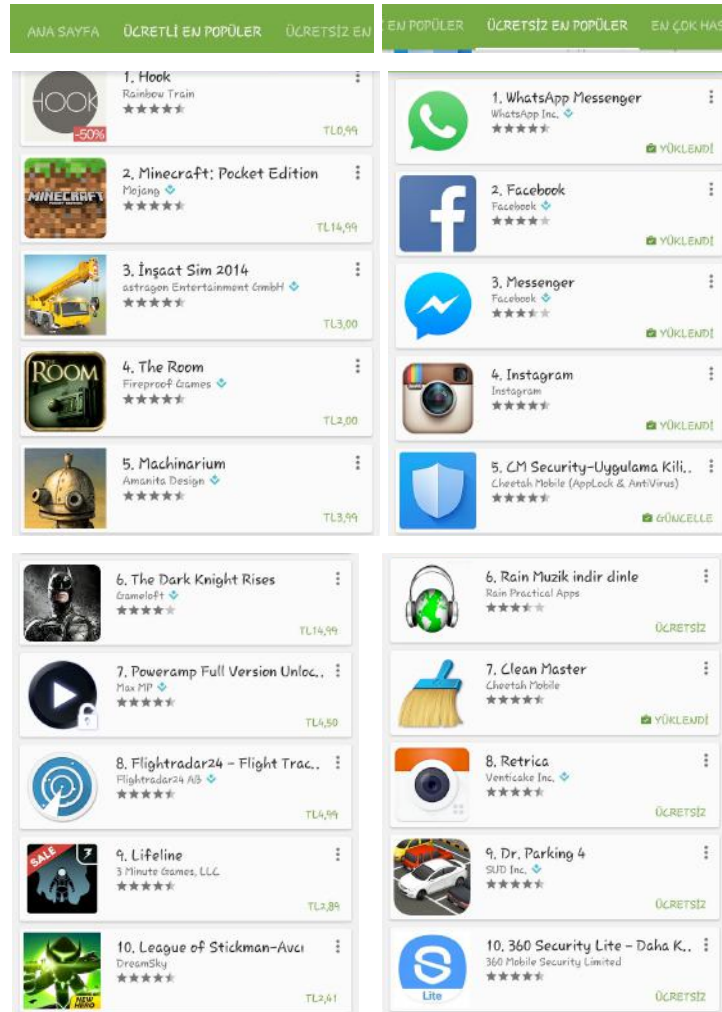 ANA SAYFA ÜCRETLİ EN POPÜLER ÜCRETSİZ EN
1. Hook
Rainbow Train
HOOK
-50%
TL0,99
2. Minecraft: Pocket Edition
Mojang
MINECRAFT
TL14,99
3. İnşaat Sim 2014
astragon Entertainment GmbH
TL3,00
4. The Room
Fireproof Games
THE ROOM
TL2,00
5. Machinarium
Amanita Design
TL3,99
6. The Dark Knight Rises
Gameloft
TL14,99
7. Poweramp Full Version Unloc..
Max MP
TL4,50
8. Flightradar24 – Flight Trac..
Flightradar24 AB
TL4,99
9. Lifeline
3 Minute Games, LLC
SALE 3
TL2,89
10. League of Stickman-Avcı
DreamSky
NEW HERO
TL2,41
EN POPÜLER ÜCRETSİZ EN POPÜLER EN ÇOK HAS
1. WhatsApp Messenger
WhatsApp Inc.
YÜKLENDİ
2. Facebook
Facebook
f
YÜKLENDİ
3. Messenger
Facebook
YÜKLENDİ
4. Instagram
Instagram
YÜKLENDİ
5. CM Security-Uygulama Kili..
Cheetah Mobile (AppLock & AntiVirus)
GÜNCELLE
6. Rain Muzik indir dinle
Rain Practical Apps
ÜCRETSİZ
7. Clean Master
Cheetah Mobile
YÜKLENDİ
8. Retrica
Venticake Inc.
ÜCRETSİZ
9. Dr. Parking 4
SUD Inc.
ÜCRETSİZ
10. 360 Security Lite – Daha K..
360 Mobile Security Limited
S
Lite
ÜCRETSİZ